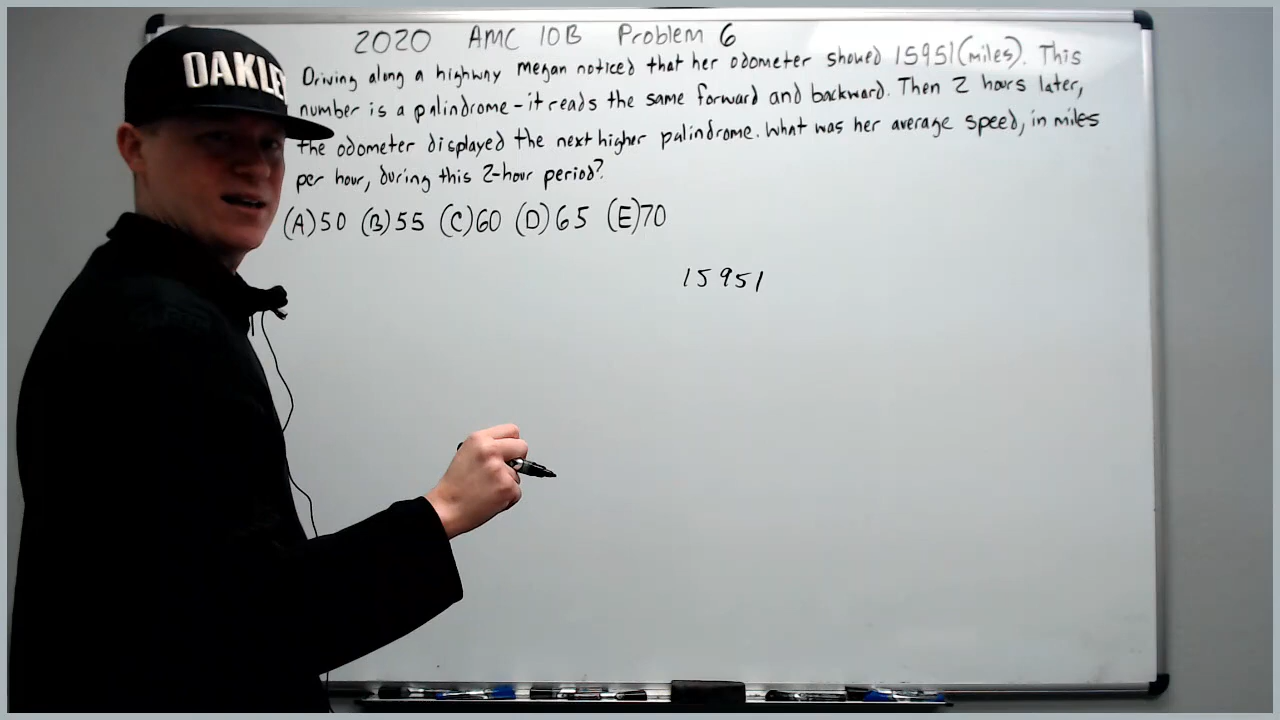 2020 AMC 10B Problem 6
OAKLEY
Driving along a highway Megan noticed that her odometer showed 15951 (miles). This
number is a palindrome - it reads the same forward and backward. Then 2 hours later,
the odometer displayed the next higher palindrome. What was her average speed, in miles
per hour, during this 2-hour period?
(A) 50 (B) 55 (C) 60 (D) 65 (E) 70
15951